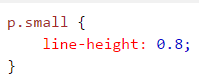 p.small {
    line-height: 0.8;
}